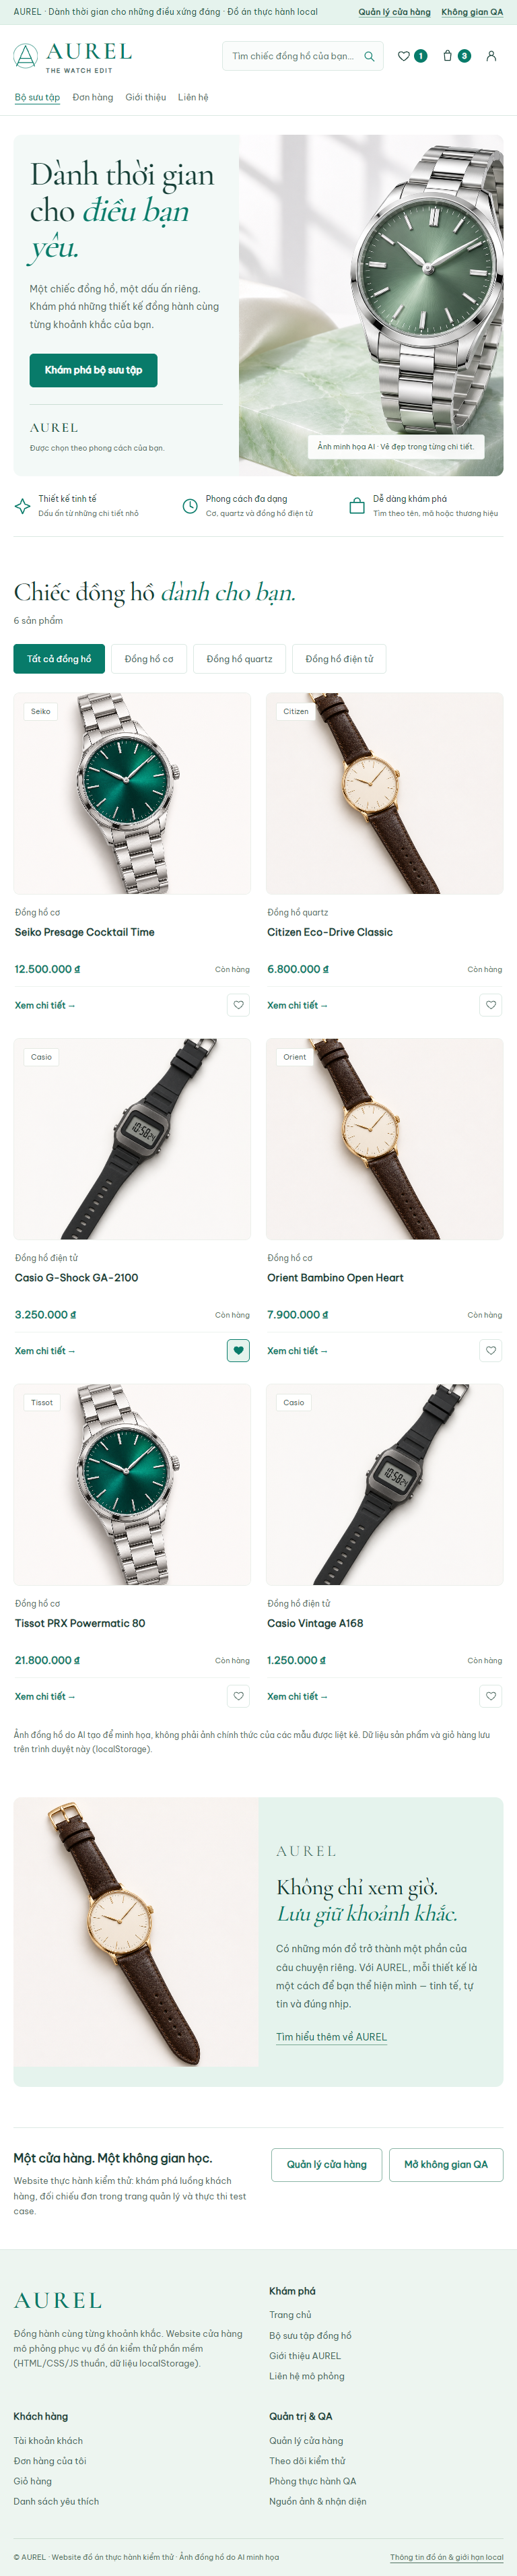 AUREL · Dành thời gian cho những điều xứng đáng · Đồ án thực hành local
Quản lý cửa hàng
Không gian QA
AUREL
THE WATCH EDIT
Tìm chiếc đồng hồ của bạn...
1
3
Bộ sưu tập
Đơn hàng
Giới thiệu
Liên hệ
Dành thời gian
cho điều bạn
yêu.
Một chiếc đồng hồ, một dấu ấn riêng.
Khám phá những thiết kế đồng hành cùng
từng khoảnh khắc của bạn.
Khám phá bộ sưu tập
AUREL
Được chọn theo phong cách của bạn.
Ảnh minh họa AI · Vẻ đẹp trong từng chi tiết.
Thiết kế tinh tế
Dấu ấn từ những chi tiết nhỏ
Phong cách đa dạng
Cơ, quartz và đồng hồ điện tử
Dễ dàng khám phá
Tìm theo tên, mã hoặc thương hiệu
Chiếc đồng hồ dành cho bạn.
6 sản phẩm
Tất cả đồng hồ
Đồng hồ cơ
Đồng hồ quartz
Đồng hồ điện tử
Seiko
Đồng hồ cơ
Seiko Presage Cocktail Time
12.500.000 ₫
Còn hàng
Xem chi tiết →
Citizen
Đồng hồ quartz
Citizen Eco-Drive Classic
6.800.000 ₫
Còn hàng
Xem chi tiết →
Casio
Đồng hồ điện tử
Casio G-Shock GA-2100
3.250.000 ₫
Còn hàng
Xem chi tiết →
Orient
Đồng hồ cơ
Orient Bambino Open Heart
7.900.000 ₫
Còn hàng
Xem chi tiết →
Tissot
Đồng hồ cơ
Tissot PRX Powermatic 80
21.800.000 ₫
Còn hàng
Xem chi tiết →
Casio
Đồng hồ điện tử
Casio Vintage A168
1.250.000 ₫
Còn hàng
Xem chi tiết →
Ảnh đồng hồ do AI tạo để minh họa, không phải ảnh chính thức của các mẫu được liệt kê. Dữ liệu sản phẩm và giỏ hàng lưu
trên trình duyệt này (localStorage).
AUREL
Không chỉ xem giờ.
Lưu giữ khoảnh khắc.
Có những món đồ trở thành một phần của
câu chuyện riêng. Với AUREL, mỗi thiết kế là
một cách để bạn thể hiện mình — tinh tế, tự
tin và đúng nhịp.
Tìm hiểu thêm về AUREL
Một cửa hàng. Một không gian học.
Website thực hành kiểm thử: khám phá luồng khách
hàng, đối chiếu đơn trong trang quản lý và thực thi test
case.
Quản lý cửa hàng
Mở không gian QA
AUREL
Đồng hành cùng từng khoảnh khắc. Website cửa hàng
mô phỏng phục vụ đồ án kiểm thử phần mềm
(HTML/CSS/JS thuần, dữ liệu localStorage).
Khám phá
Trang chủ
Bộ sưu tập đồng hồ
Giới thiệu AUREL
Liên hệ mô phỏng
Khách hàng
Tài khoản khách
Đơn hàng của tôi
Giỏ hàng
Danh sách yêu thích
Quản trị & QA
Quản lý cửa hàng
Theo dõi kiểm thử
Phòng thực hành QA
Nguồn ảnh & nhận diện
© AUREL · Website đồ án thực hành kiểm thử · Ảnh đồng hồ do AI minh họa
Thông tin đồ án & giới hạn local